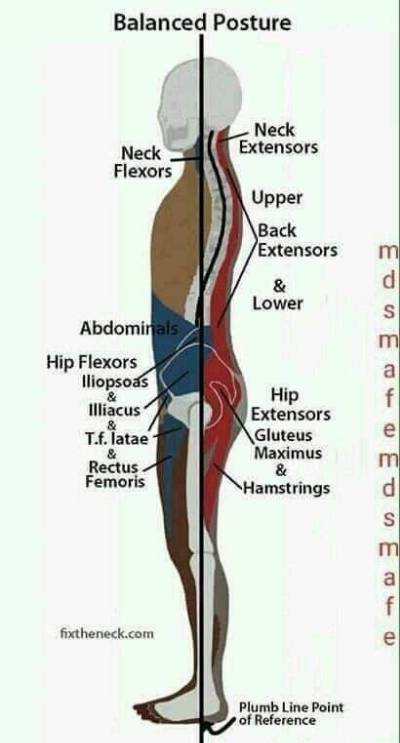 Balanced Posture
Neck
Extensors
Neck
Flexors
Upper
Back
Extensors
&
Lower
Abdominals
Hip Flexors
Iliopsoas
&
Illiacus
&
T.f. latae
&
Rectus
Femoris
Hip
Extensors
Gluteus
Maximus
&
Hamstrings
fixtheneck.com
Plumb Line Point
of Reference
m
d
s
m
a
f
e
m
d
s
m
a
f
e